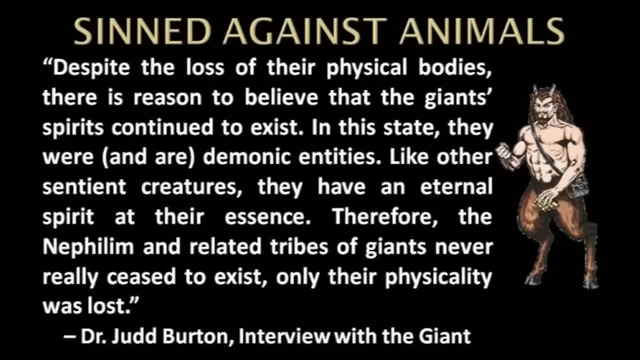 SINNED AGAINST ANIMALS
“Despite the loss of their physical bodies,
there is reason to believe that the giants’
spirits continued to exist. In this state, they
were (and are) demonic entities. Like other
sentient creatures, they have an eternal
spirit at their essence. Therefore, the
Nephilim and related tribes of giants never
really ceased to exist, only their physicality
was lost.”
– Dr. Judd Burton, Interview with the Giant